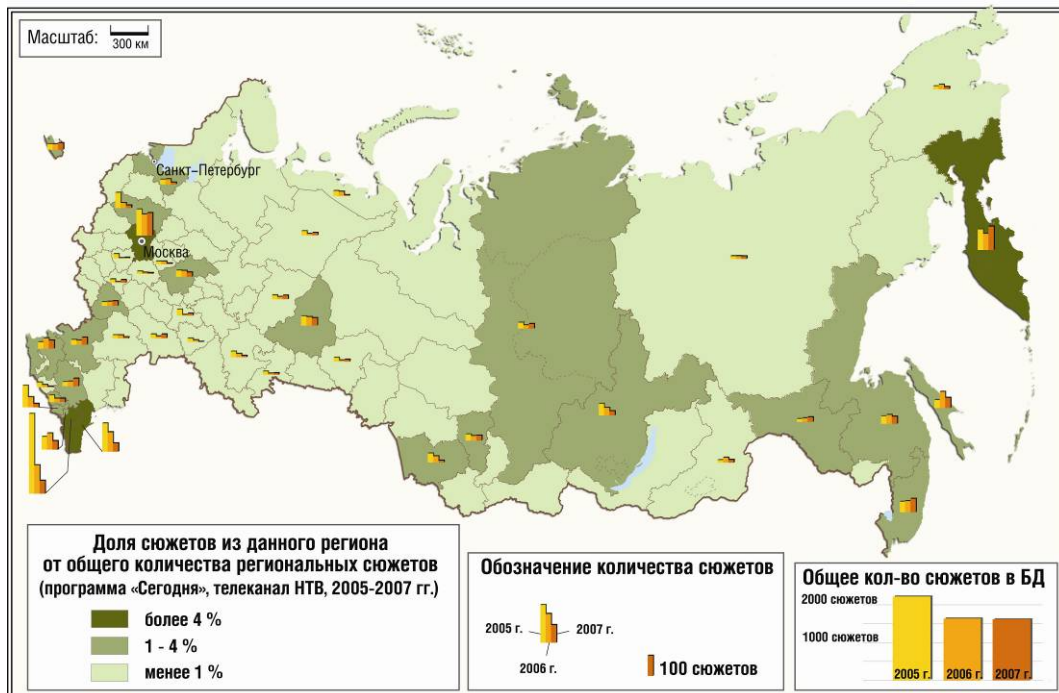 Масштаб:
300 км
Санкт-Петербург
Москва
Доля сюжетов из данного региона
от общего количества региональных сюжетов
(программа «Сегодня», телеканал НТВ, 2005-2007 гг.)
более 4 %
1 - 4 %
менее 1 %
Обозначение количества сюжетов
2005 г.
2007 г.
2006 г.
100 сюжетов
Общее кол-во сюжетов в БД
2000 сюжетов
1000 сюжетов
2005 г.
2006 г.
2007 г.